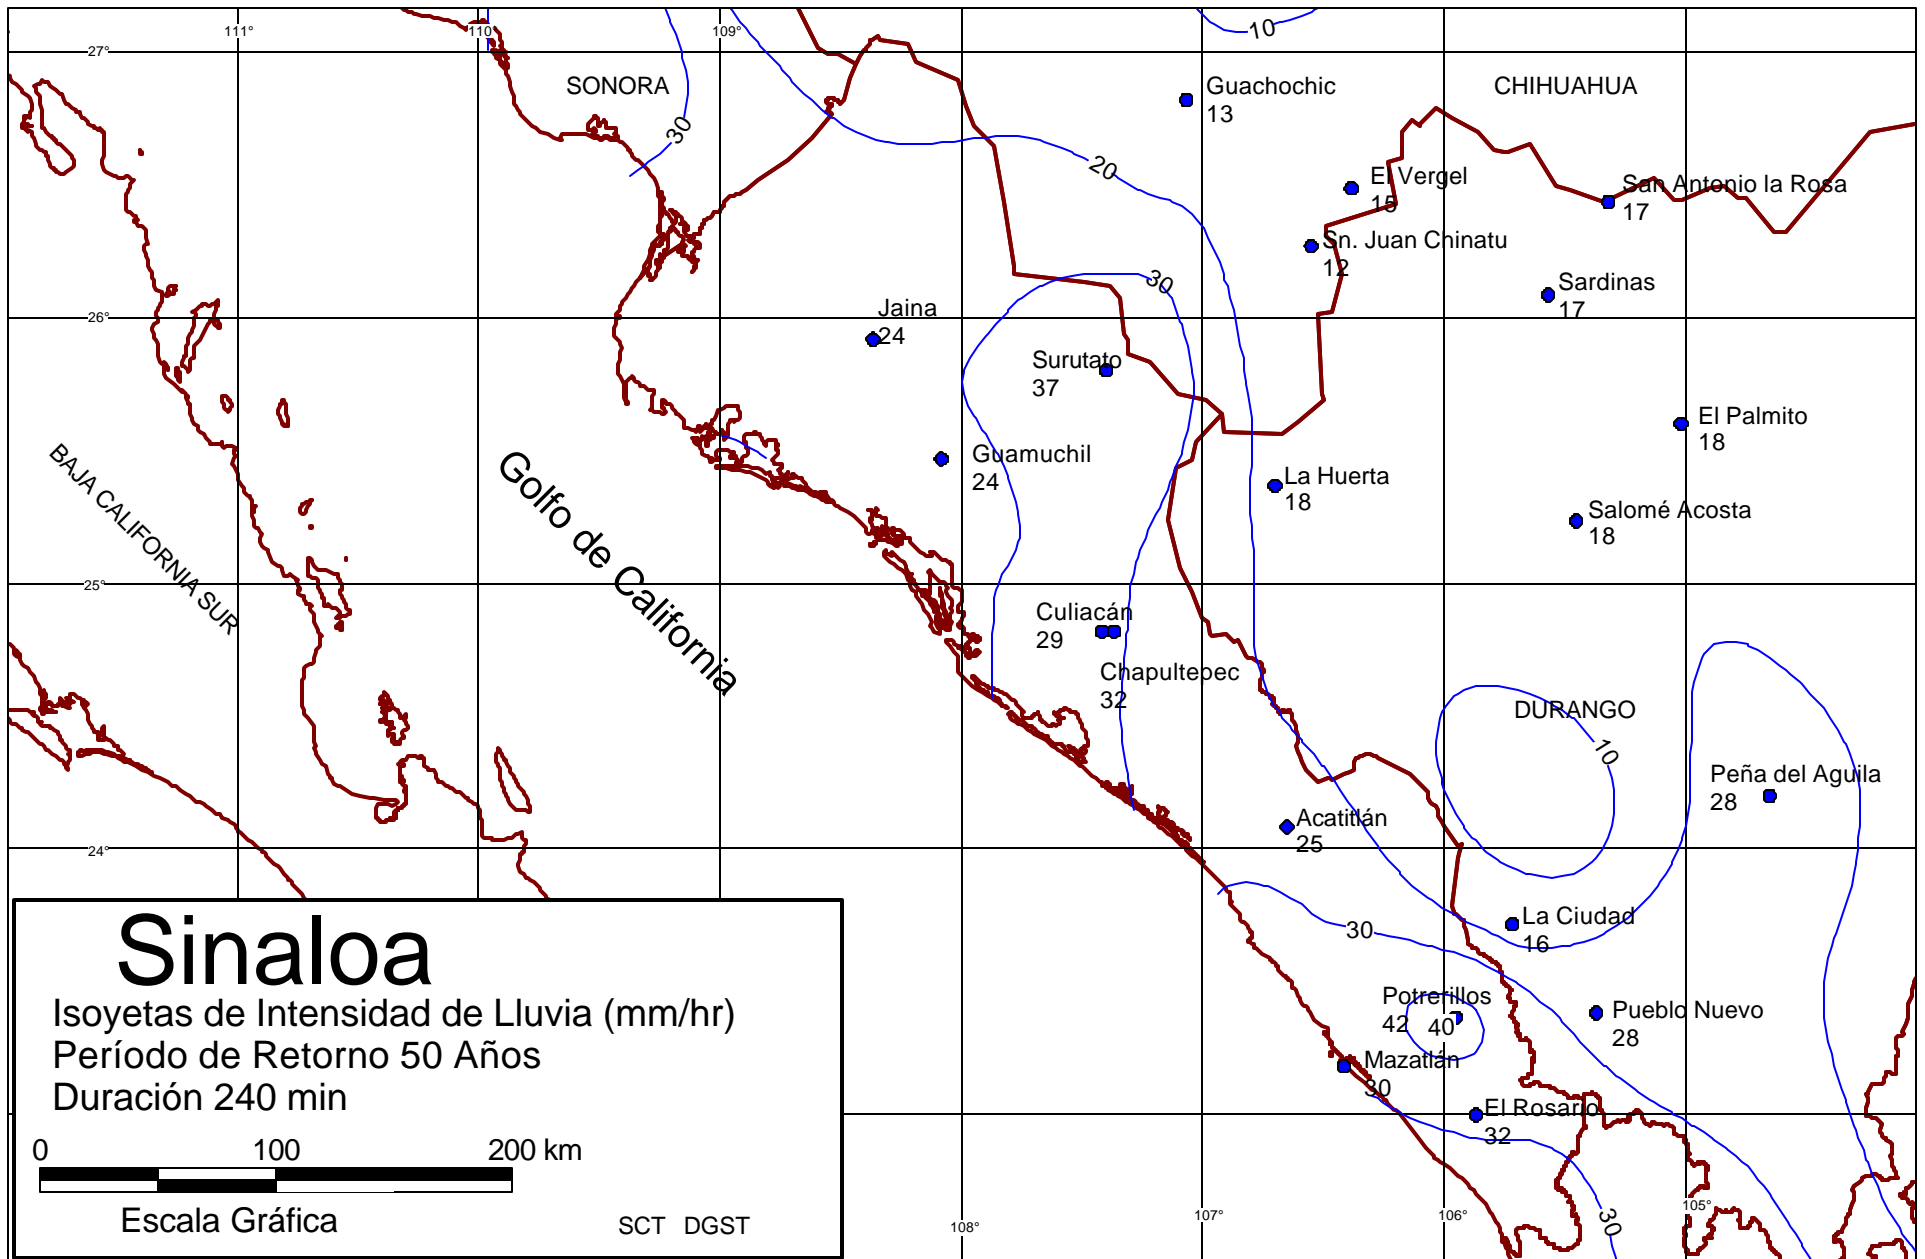 111°
110°
109°
10
27°
SONORA
Guachochic
13
CHIHUAHUA
30
20
El Vergel
15
San Antonio la Rosa
17
Sn. Juan Chinatu
12
30
Sardinas
17
Jaina
24
26°
Surutato
37
El Palmito
18
BAJA CALIFORNIA SUR
Golfo de California
Guamuchil
24
La Huerta
18
Salomé Acosta
18
25°
Culiacán
29
Chapultepec
32
DURANGO
10
Peña del Aguila
28
Acatitlán
25
24°
La Ciudad
16
30
Potrerillos
42
40
Pueblo Nuevo
28
Mazatlán
30
El Rosario
32
30
108°
107°
106°
105°
Sinaloa
Isoyetas de Intensidad de Lluvia (mm/hr)
Período de Retorno 50 Años
Duración 240 min
0 100 200 km
Escala Gráfica
SCT DGST